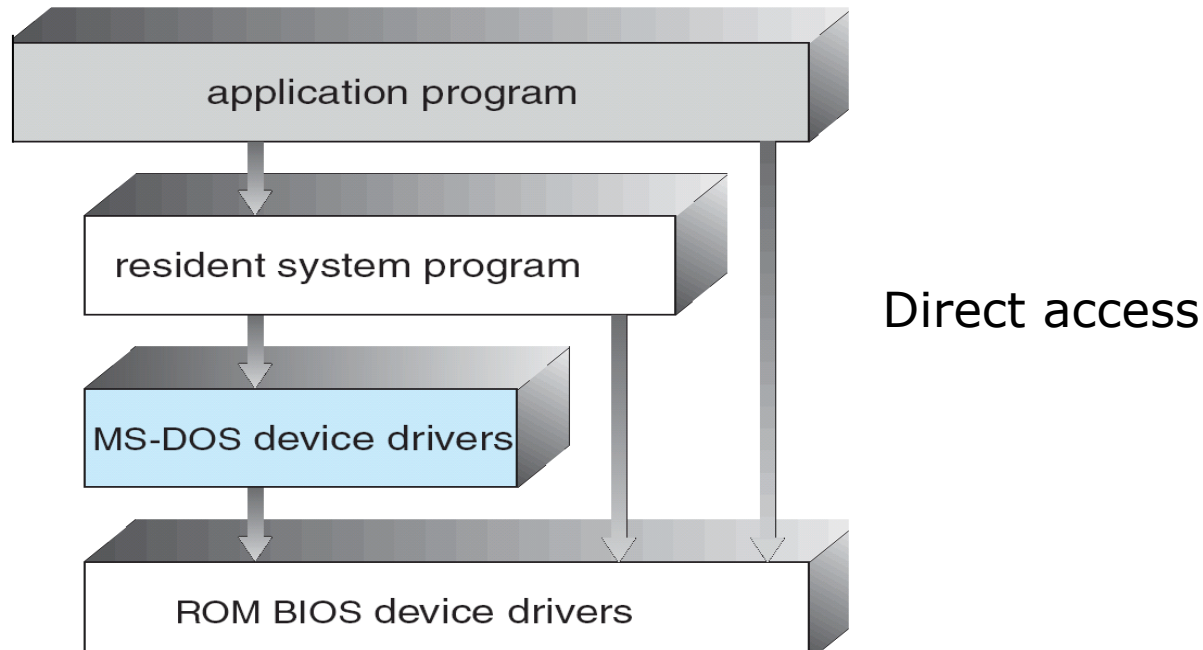 application program
resident system program
Direct access
MS-DOS device drivers
ROM BIOS device drivers